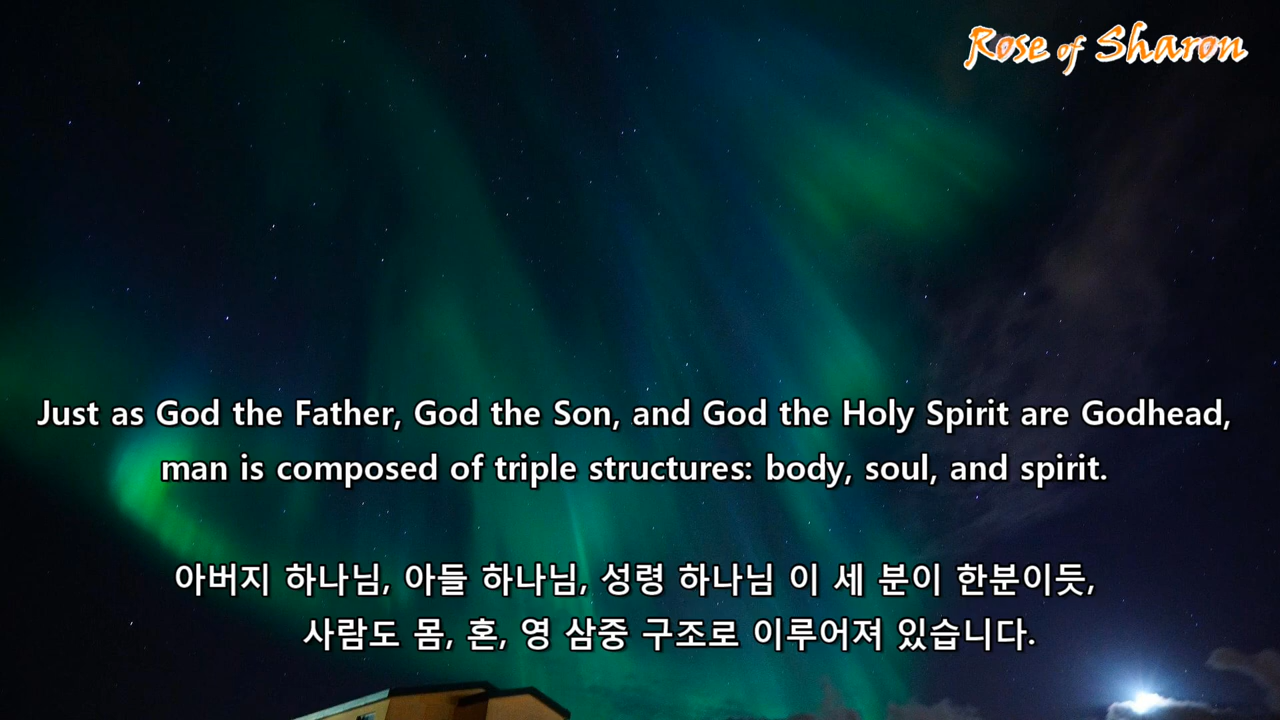 Rose of Sharon
Just as God the Father, God the Son, and God the Holy Spirit are Godhead,
man is composed of triple structures: body, soul, and spirit.
아버지 하나님, 아들 하나님, 성령 하나님 이 세 분이 한분이듯,
사람도 몸, 혼, 영 삼중 구조로 이루어져 있습니다.